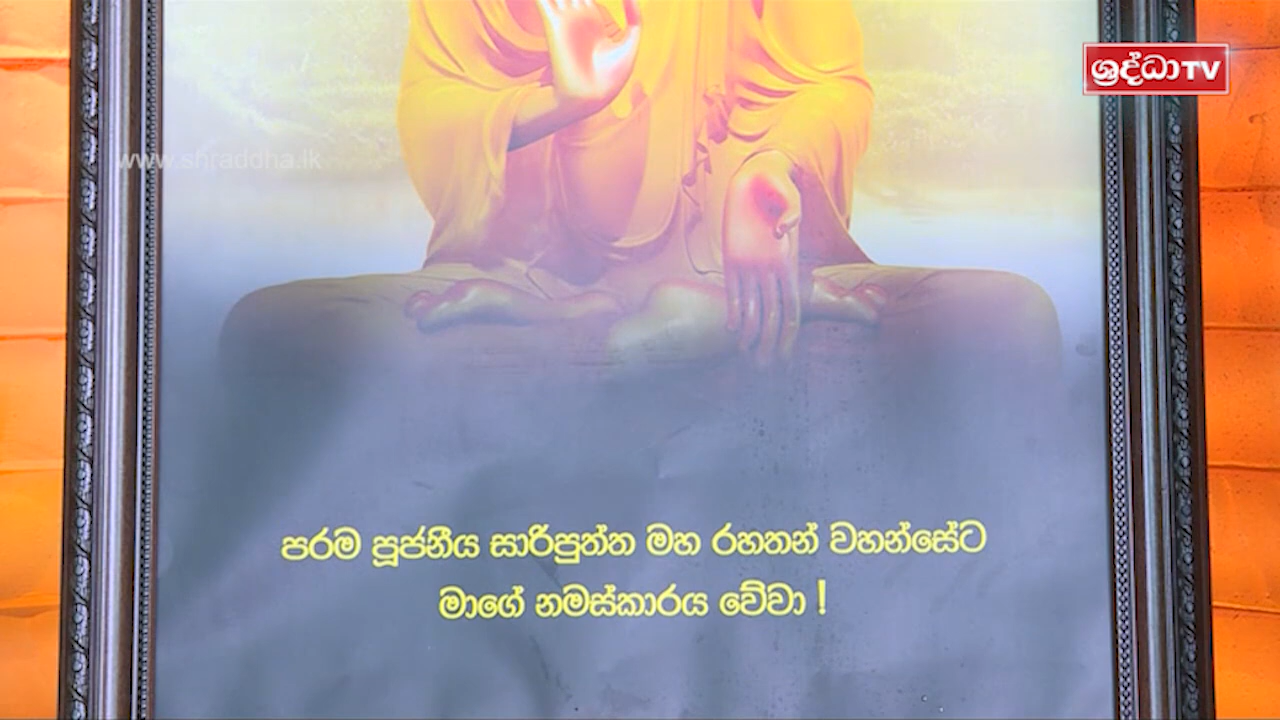 ශ්‍රද්ධා TV
www.shraddha.lk
පරම පූජනීය සාරිපුත්ත මහ රහතන් වහන්සේට
මාගේ නමස්කාරය වේවා !